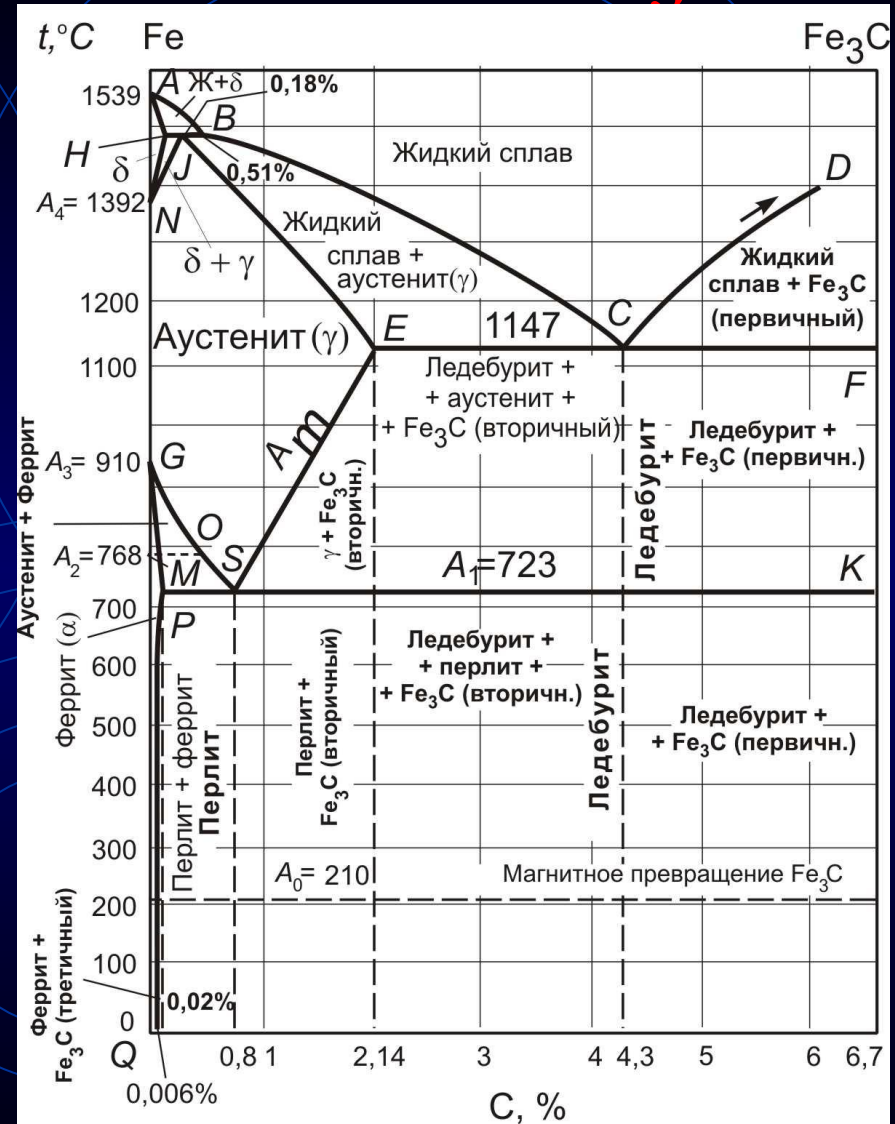 t,°C Fe Fe₃C
A Ж+δ 0,18%
1539
B
H
δ J 0,51%
Жидкий сплав
D
A₄= 1392
N
Жидкий
сплав +
аустенит(γ)
δ + γ
Жидкий
сплав + Fe₃C
(первичный)
1200
Аустенит (γ)
E 1147 C
1100
F
Ледебурит +
+ аустенит +
+ Fe₃C (вторичный)
Ледебурит
Ледебурит +
+ Fe₃C (первичн.)
A m
A₃= 910 G
Аустенит + Феррит
γ + Fe₃C
(вторичн.)
O
A₂=768
M S
A₁=723
K
700
P
Феррит (α)
600
Перлит + феррит
Перлит
Перлит +
Fe₃C (вторичный)
Ледебурит +
+ перлит +
+ Fe₃C (вторичн.)
Ледебурит
Ледебурит +
+ Fe₃C (первичн.)
500
400
300
A₀= 210 Магнитное превращение Fe₃C
200
Феррит +
Fe₃C (третичный)
100
0,02%
0
Q 0,8 1 2,14 3 4 4,3 5 6 6,7
0,006%
C, %